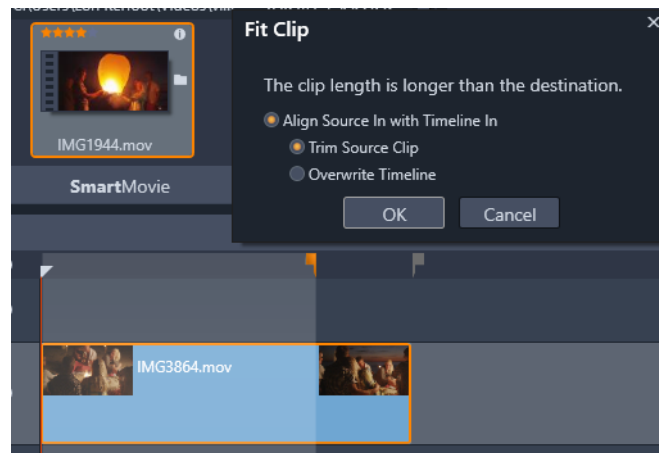 Fit Clip
The clip length is longer than the destination.
Align Source In with Timeline In
Trim Source Clip
Overwrite Timeline
OK Cancel
IMG1944.mov
SmartMovie
IMG3864.mov